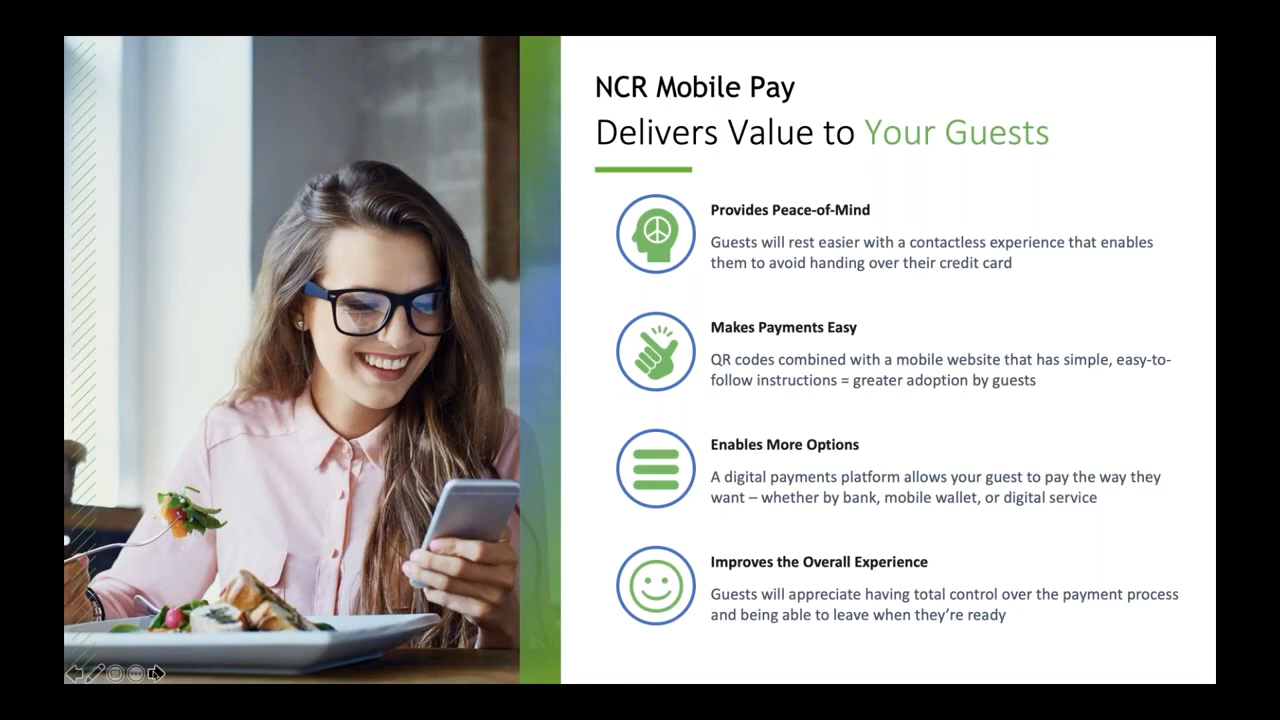 NCR Mobile Pay
Delivers Value to Your Guests
Provides Peace-of-Mind
Guests will rest easier with a contactless experience that enables
them to avoid handing over their credit card
Makes Payments Easy
QR codes combined with a mobile website that has simple, easy-to-
follow instructions = greater adoption by guests
Enables More Options
A digital payments platform allows your guest to pay the way they
want – whether by bank, mobile wallet, or digital service
Improves the Overall Experience
Guests will appreciate having total control over the payment process
and being able to leave when they’re ready